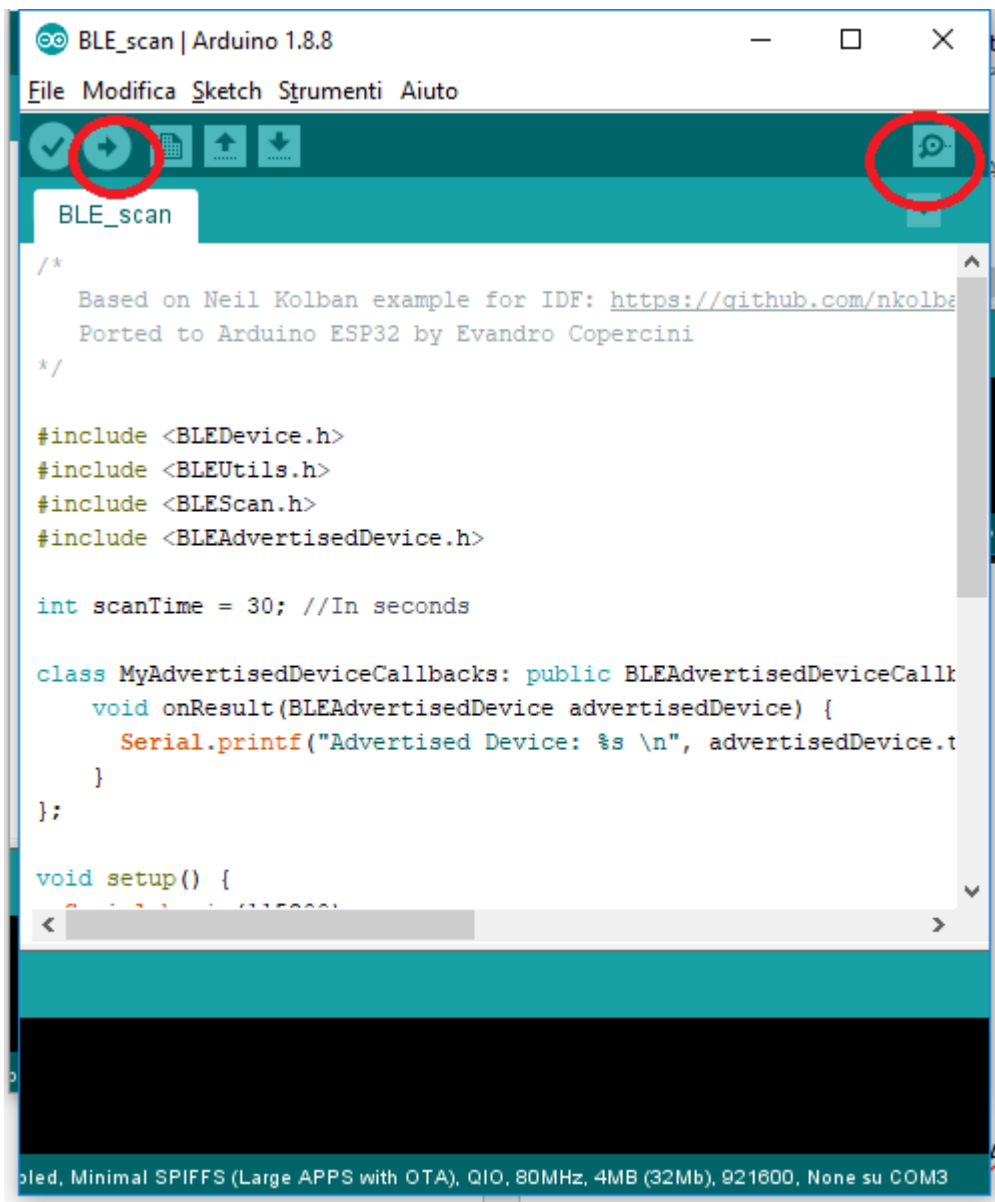 BLE_scan | Arduino 1.8.8
File Modifica Sketch Strumenti Aiuto
BLE_scan
/*
Based on Neil Kolban example for IDF: https://github.com/nkolba
Ported to Arduino ESP32 by Evandro Copercini
*/
#include <BLEDevice.h>
#include <BLEUtils.h>
#include <BLEScan.h>
#include <BLEAdvertisedDevice.h>
int scanTime = 30; //In seconds
class MyAdvertisedDeviceCallbacks: public BLEAdvertisedDeviceCallb
void onResult(BLEAdvertisedDevice advertisedDevice) {
Serial.printf("Advertised Device: %s \n", advertisedDevice.t
}
};
void setup() {
bled, Minimal SPIFFS (Large APPS with OTA), QIO, 80MHz, 4MB (32Mb), 921600, None su COM3